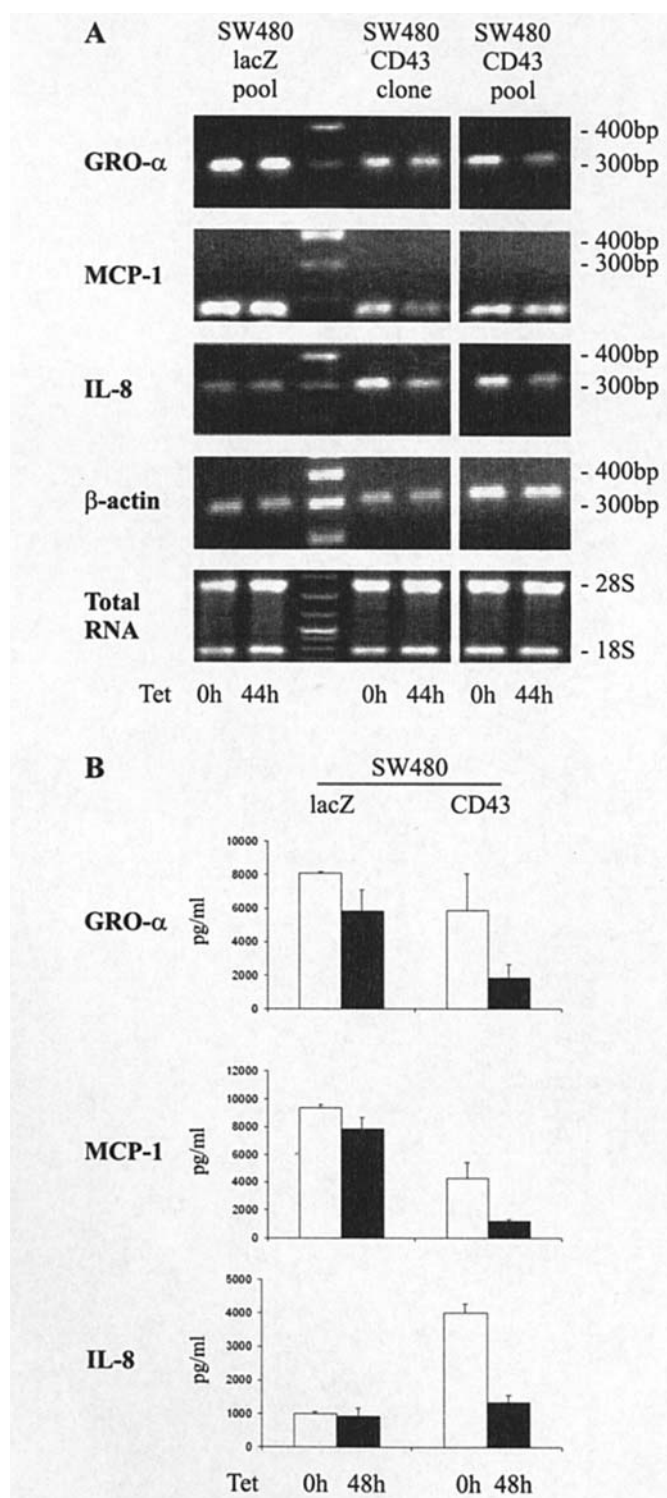 A
SW480 lacZ pool
SW480 CD43 clone
SW480 CD43 pool
GRO-α
- 400bp
- 300bp
MCP-1
- 400bp
- 300bp
IL-8
- 400bp
- 300bp
β-actin
- 400bp
- 300bp
Total RNA
- 28S
- 18S
Tet 0h 44h 0h 44h 0h 44h
B
SW480
lacZ CD43
GRO-α
pg/ml
10000
8000
6000
4000
2000
0
MCP-1
pg/ml
12000
10000
8000
6000
4000
2000
0
IL-8
pg/ml
5000
4000
3000
2000
1000
0
Tet 0h 48h 0h 48h